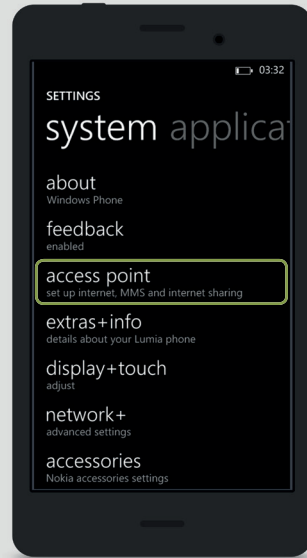 03:32
SETTINGS
system applica
about
Windows Phone
feedback
enabled
access point
set up internet, MMS and internet sharing
extras+info
details about your Lumia phone
display+touch
adjust
network+
advanced settings
accessories
Nokia accessories settings